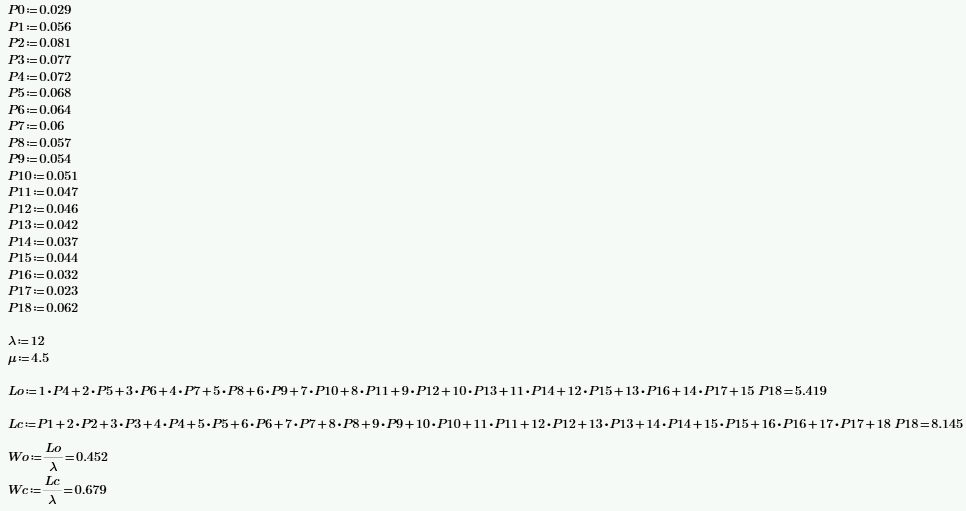 P0:=0.029
P1:=0.056
P2:=0.081
P3:=0.077
P4:=0.072
P5:=0.068
P6:=0.064
P7:=0.06
P8:=0.057
P9:=0.054
P10:=0.051
P11:=0.047
P12:=0.046
P13:=0.042
P14:=0.037
P15:=0.044
P16:=0.032
P17:=0.023
P18:=0.062
λ:=12
μ:=4.5
Lo:=1·P4+2·P5+3·P6+4·P7+5·P8+6·P9+7·P10+8·P11+9·P12+10·P13+11·P14+12·P15+13·P16+14·P17+15 P18=5.419
Lc:=P1+2·P2+3·P3+4·P4+5·P5+6·P6+7·P7+8·P8+9·P9+10·P10+11·P11+12·P12+13·P13+14·P14+15·P15+16·P16+17·P17+18 P18=8.145
Wo:=Lo/λ=0.452
Wc:=Lc/λ=0.679